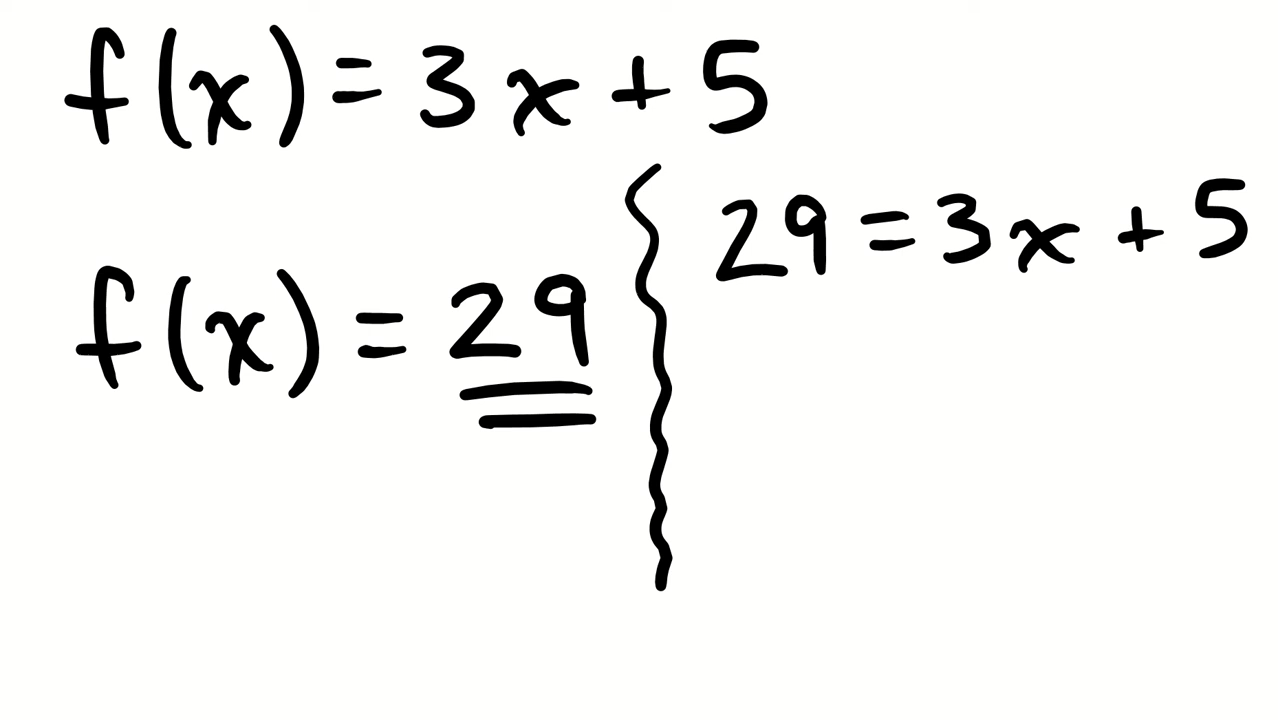 f(x) = 3x + 5
f(x) = 29
29 = 3x + 5